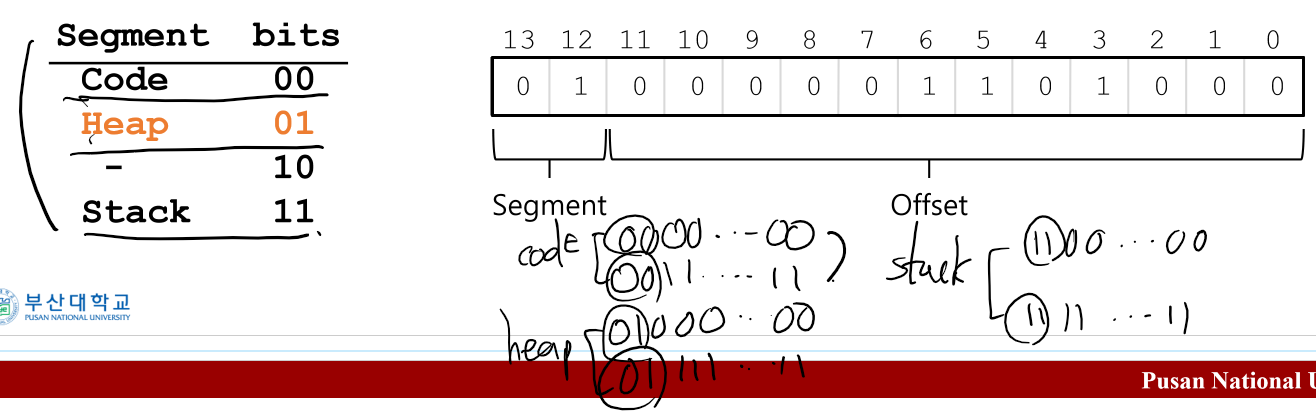 Segment bits
Code 00
Heap 01
- 10
Stack 11
13 12 11 10 9 8 7 6 5 4 3 2 1 0
0 1 0 0 0 0 0 1 1 0 1 0 0 0
Segment
Offset
code 0000...-00
0011....-11
heap 01000..00
01111..11
stack 1100...00
1111...11
부산대학교
PUSAN NATIONAL UNIVERSITY
Pusan National U